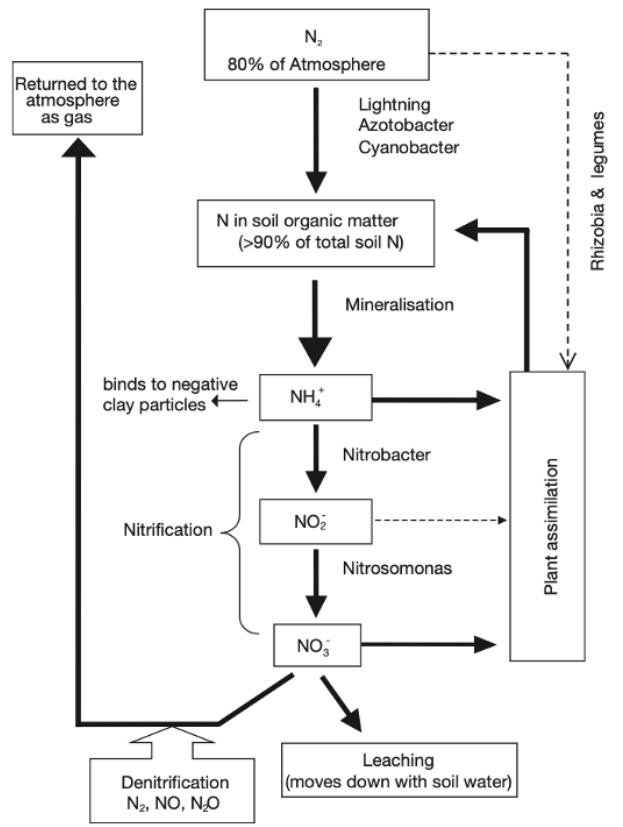 N₂
80% of Atmosphere
Returned to the
atmosphere
as gas
Lightning
Azotobacter
Cyanobacter
Rhizobia & legumes
N in soil organic matter
(>90% of total soil N)
Mineralisation
binds to negative
clay particles
NH₄⁺
Nitrobacter
Nitrification
NO₂⁻
Plant assimilation
Nitrosomonas
NO₃⁻
Leaching
(moves down with soil water)
Denitrification
N₂, NO, N₂O